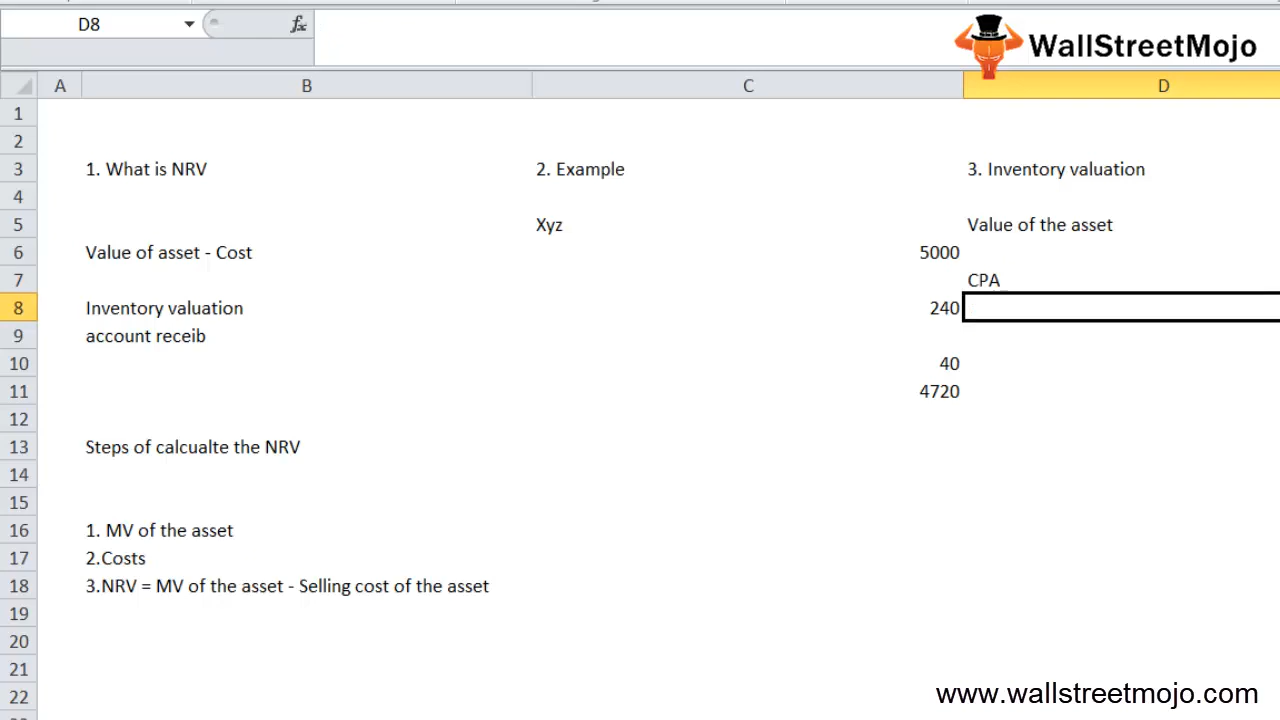 D8
fx
WallStreetMojo
A B C D
1
2
3 1. What is NRV 2. Example 3. Inventory valuation
4
5 Xyz Value of the asset
6 Value of asset - Cost 5000
7 CPA
8 Inventory valuation 240
9 account receib
10 40
11 4720
12
13 Steps of calcualte the NRV
14
15
16 1. MV of the asset
17 2.Costs
18 3.NRV = MV of the asset - Selling cost of the asset
19
20
21
22
www.wallstreetmojo.com